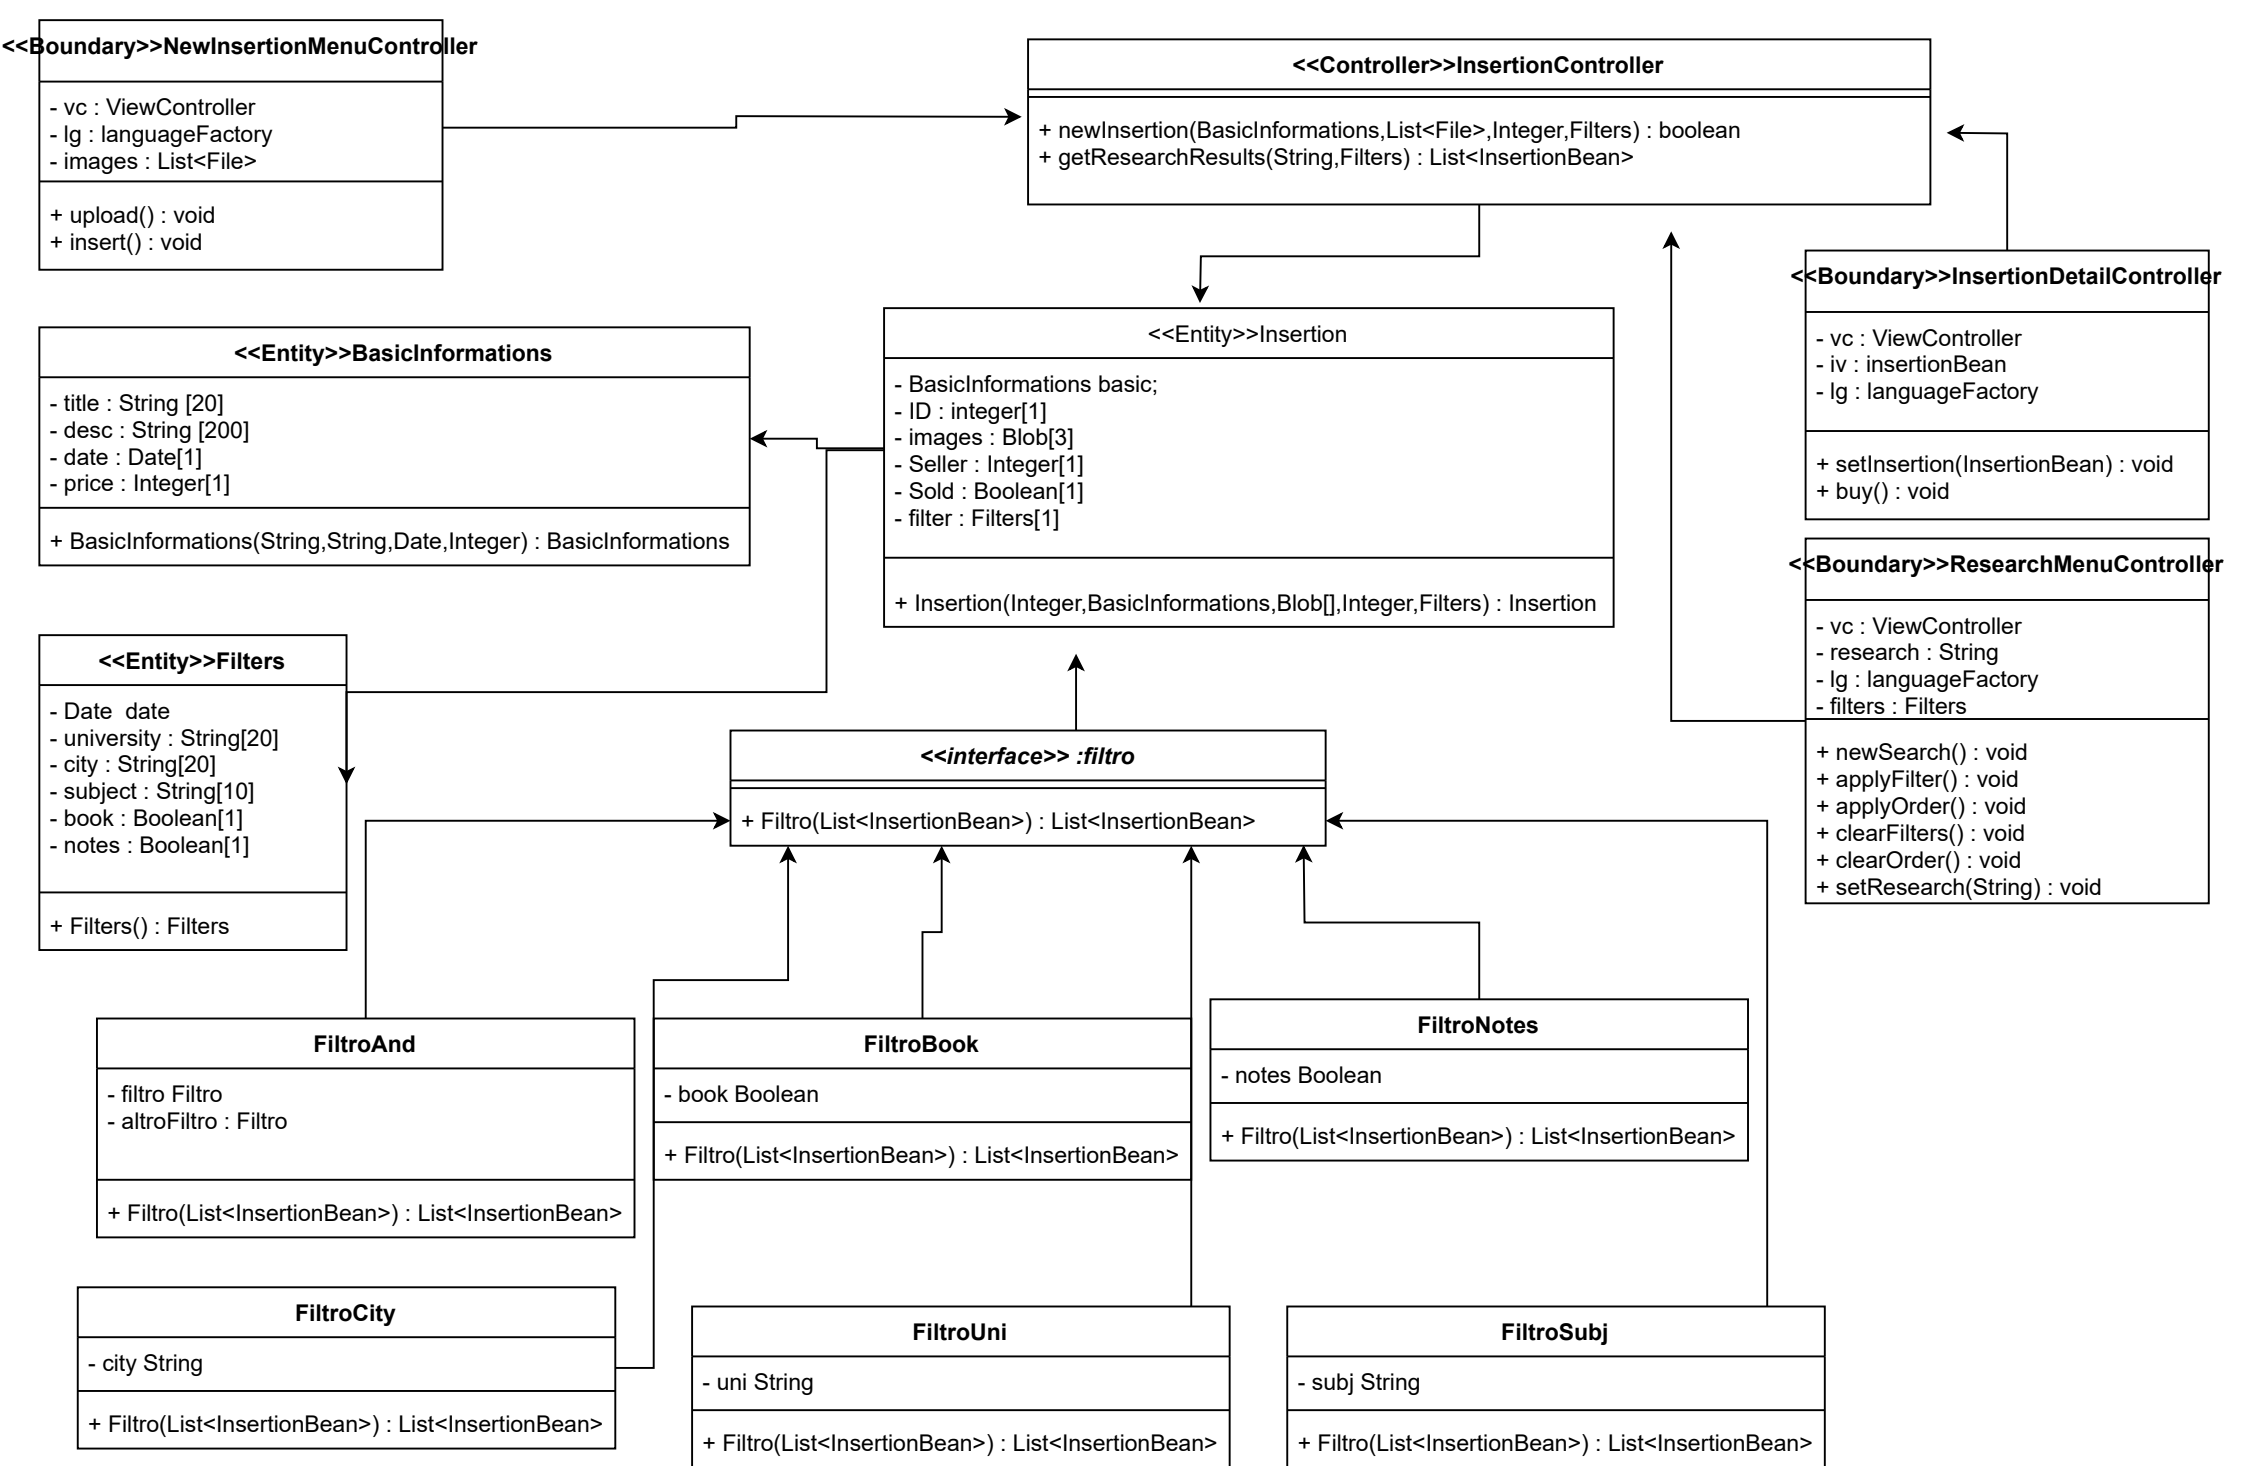 <<Boundary>>NewInsertionMenuController
- vc : ViewController
- lg : languageFactory
- images : List<File>
+ upload() : void
+ insert() : void
<<Controller>>InsertionController
+ newInsertion(BasicInformations,List<File>,Integer,Filters) : boolean
+ getResearchResults(String,Filters) : List<InsertionBean>
<<Boundary>>InsertionDetailController
- vc : ViewController
- iv : insertionBean
- lg : languageFactory
+ setInsertion(InsertionBean) : void
+ buy() : void
<<Entity>>BasicInformations
- title : String [20]
- desc : String [200]
- date : Date[1]
- price : Integer[1]
+ BasicInformations(String,String,Date,Integer) : BasicInformations
<<Entity>>Insertion
- BasicInformations basic;
- ID : integer[1]
- images : Blob[3]
- Seller : Integer[1]
- Sold : Boolean[1]
- filter : Filters[1]
+ Insertion(Integer,BasicInformations,Blob[],Integer,Filters) : Insertion
<<Boundary>>ResearchMenuController
- vc : ViewController
- research : String
- lg : languageFactory
- filters : Filters
+ newSearch() : void
+ applyFilter() : void
+ applyOrder() : void
+ clearFilters() : void
+ clearOrder() : void
+ setResearch(String) : void
<<Entity>>Filters
- Date  date
- university : String[20]
- city : String[20]
- subject : String[10]
- book : Boolean[1]
- notes : Boolean[1]
+ Filters() : Filters
<<interface>> :filtro
+ Filtro(List<InsertionBean>) : List<InsertionBean>
FiltroAnd
- filtro Filtro
- altroFiltro : Filtro
+ Filtro(List<InsertionBean>) : List<InsertionBean>
FiltroBook
- book Boolean
+ Filtro(List<InsertionBean>) : List<InsertionBean>
FiltroNotes
- notes Boolean
+ Filtro(List<InsertionBean>) : List<InsertionBean>
FiltroCity
- city String
+ Filtro(List<InsertionBean>) : List<InsertionBean>
FiltroUni
- uni String
+ Filtro(List<InsertionBean>) : List<InsertionBean>
FiltroSubj
- subj String
+ Filtro(List<InsertionBean>) : List<InsertionBean>